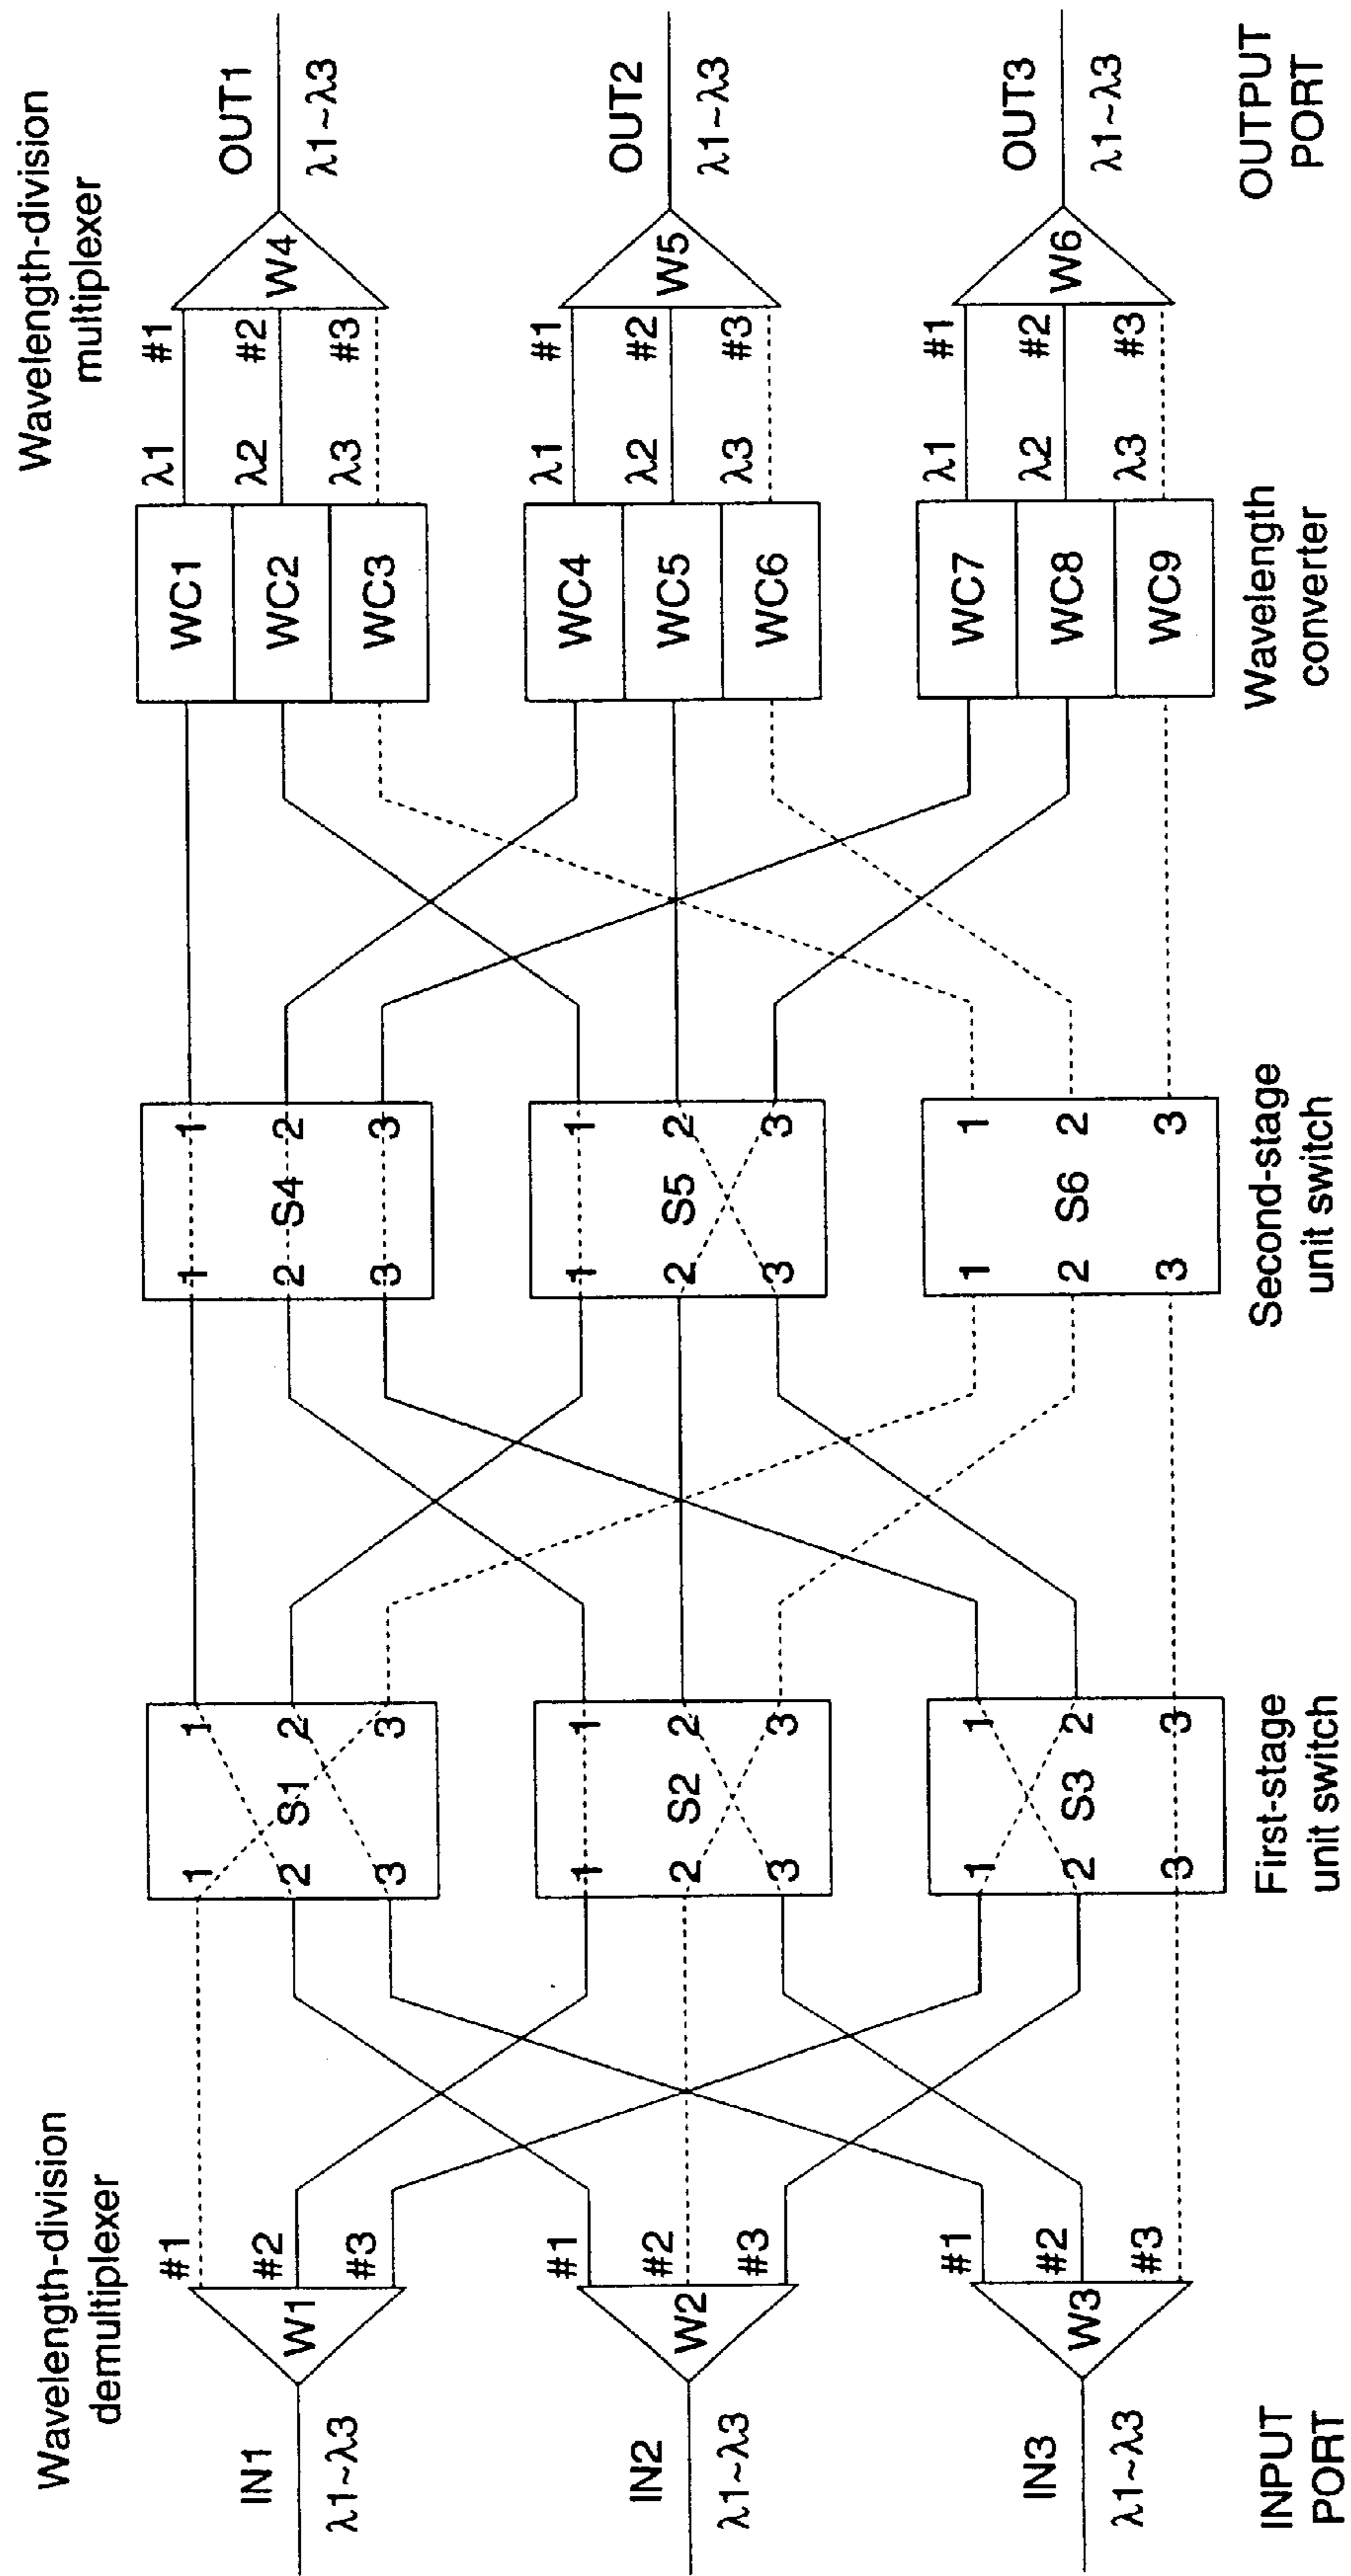 Wavelength-division
demultiplexer
Wavelength-division
multiplexer
IN1
λ1~λ3
W1
#1
#2
#3
1
2
3
S1
1
2
3
1
2
3
S4
1
2
3
WC1
WC2
WC3
λ1
λ2
λ3
#1
#2
#3
W4
OUT1
λ1~λ3
IN2
λ1~λ3
W2
#1
#2
#3
1
2
3
S2
1
2
3
1
2
3
S5
1
2
3
WC4
WC5
WC6
λ1
λ2
λ3
#1
#2
#3
W5
OUT2
λ1~λ3
IN3
λ1~λ3
W3
#1
#2
#3
1
2
3
S3
1
2
3
1
2
3
S6
1
2
3
WC7
WC8
WC9
λ1
λ2
λ3
#1
#2
#3
W6
OUT3
λ1~λ3
INPUT
PORT
First-stage
unit switch
Second-stage
unit switch
Wavelength
converter
OUTPUT
PORT